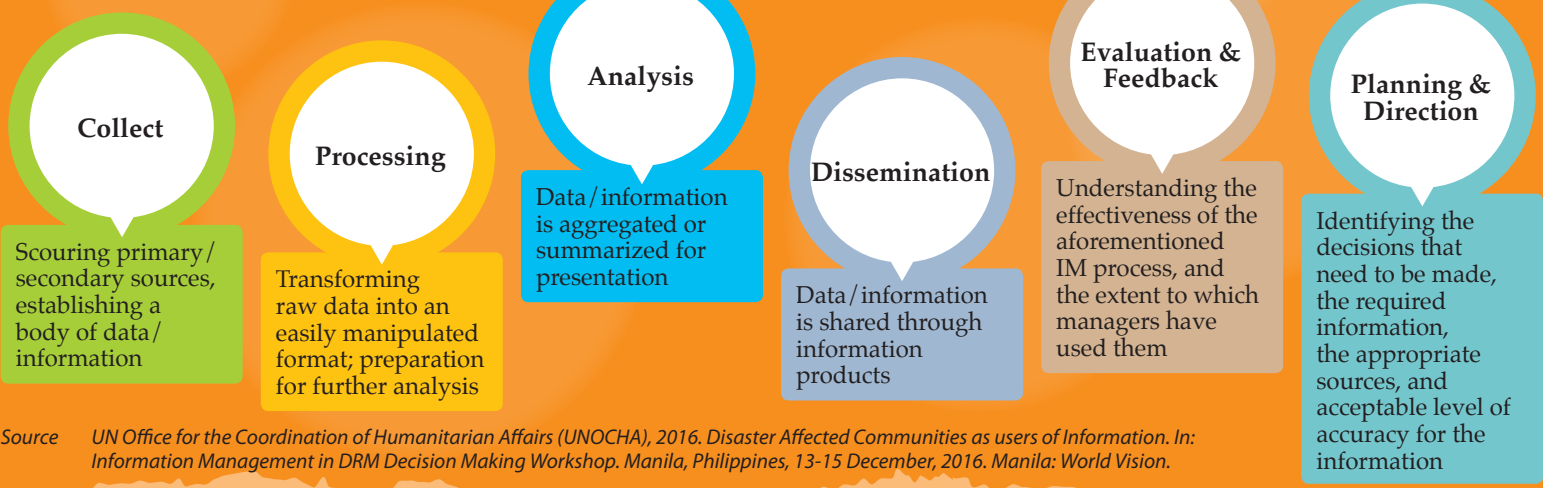 Collect
Scouring primary/
secondary sources,
establishing a
body of data/
information
Processing
Transforming
raw data into an
easily manipulated
format; preparation
for further analysis
Analysis
Data/information
is aggregated or
summarized for
presentation
Dissemination
Data/information
is shared through
information
products
Evaluation &
Feedback
Understanding the
effectiveness of the
aforementioned
IM process, and
the extent to which
managers have
used them
Planning &
Direction
Identifying the
decisions that
need to be made,
the required
information,
the appropriate
sources, and
acceptable level of
accuracy for the
information
Source UN Office for the Coordination of Humanitarian Affairs (UNOCHA), 2016. Disaster Affected Communities as users of Information. In:
Information Management in DRM Decision Making Workshop. Manila, Philippines, 13-15 December, 2016. Manila: World Vision.